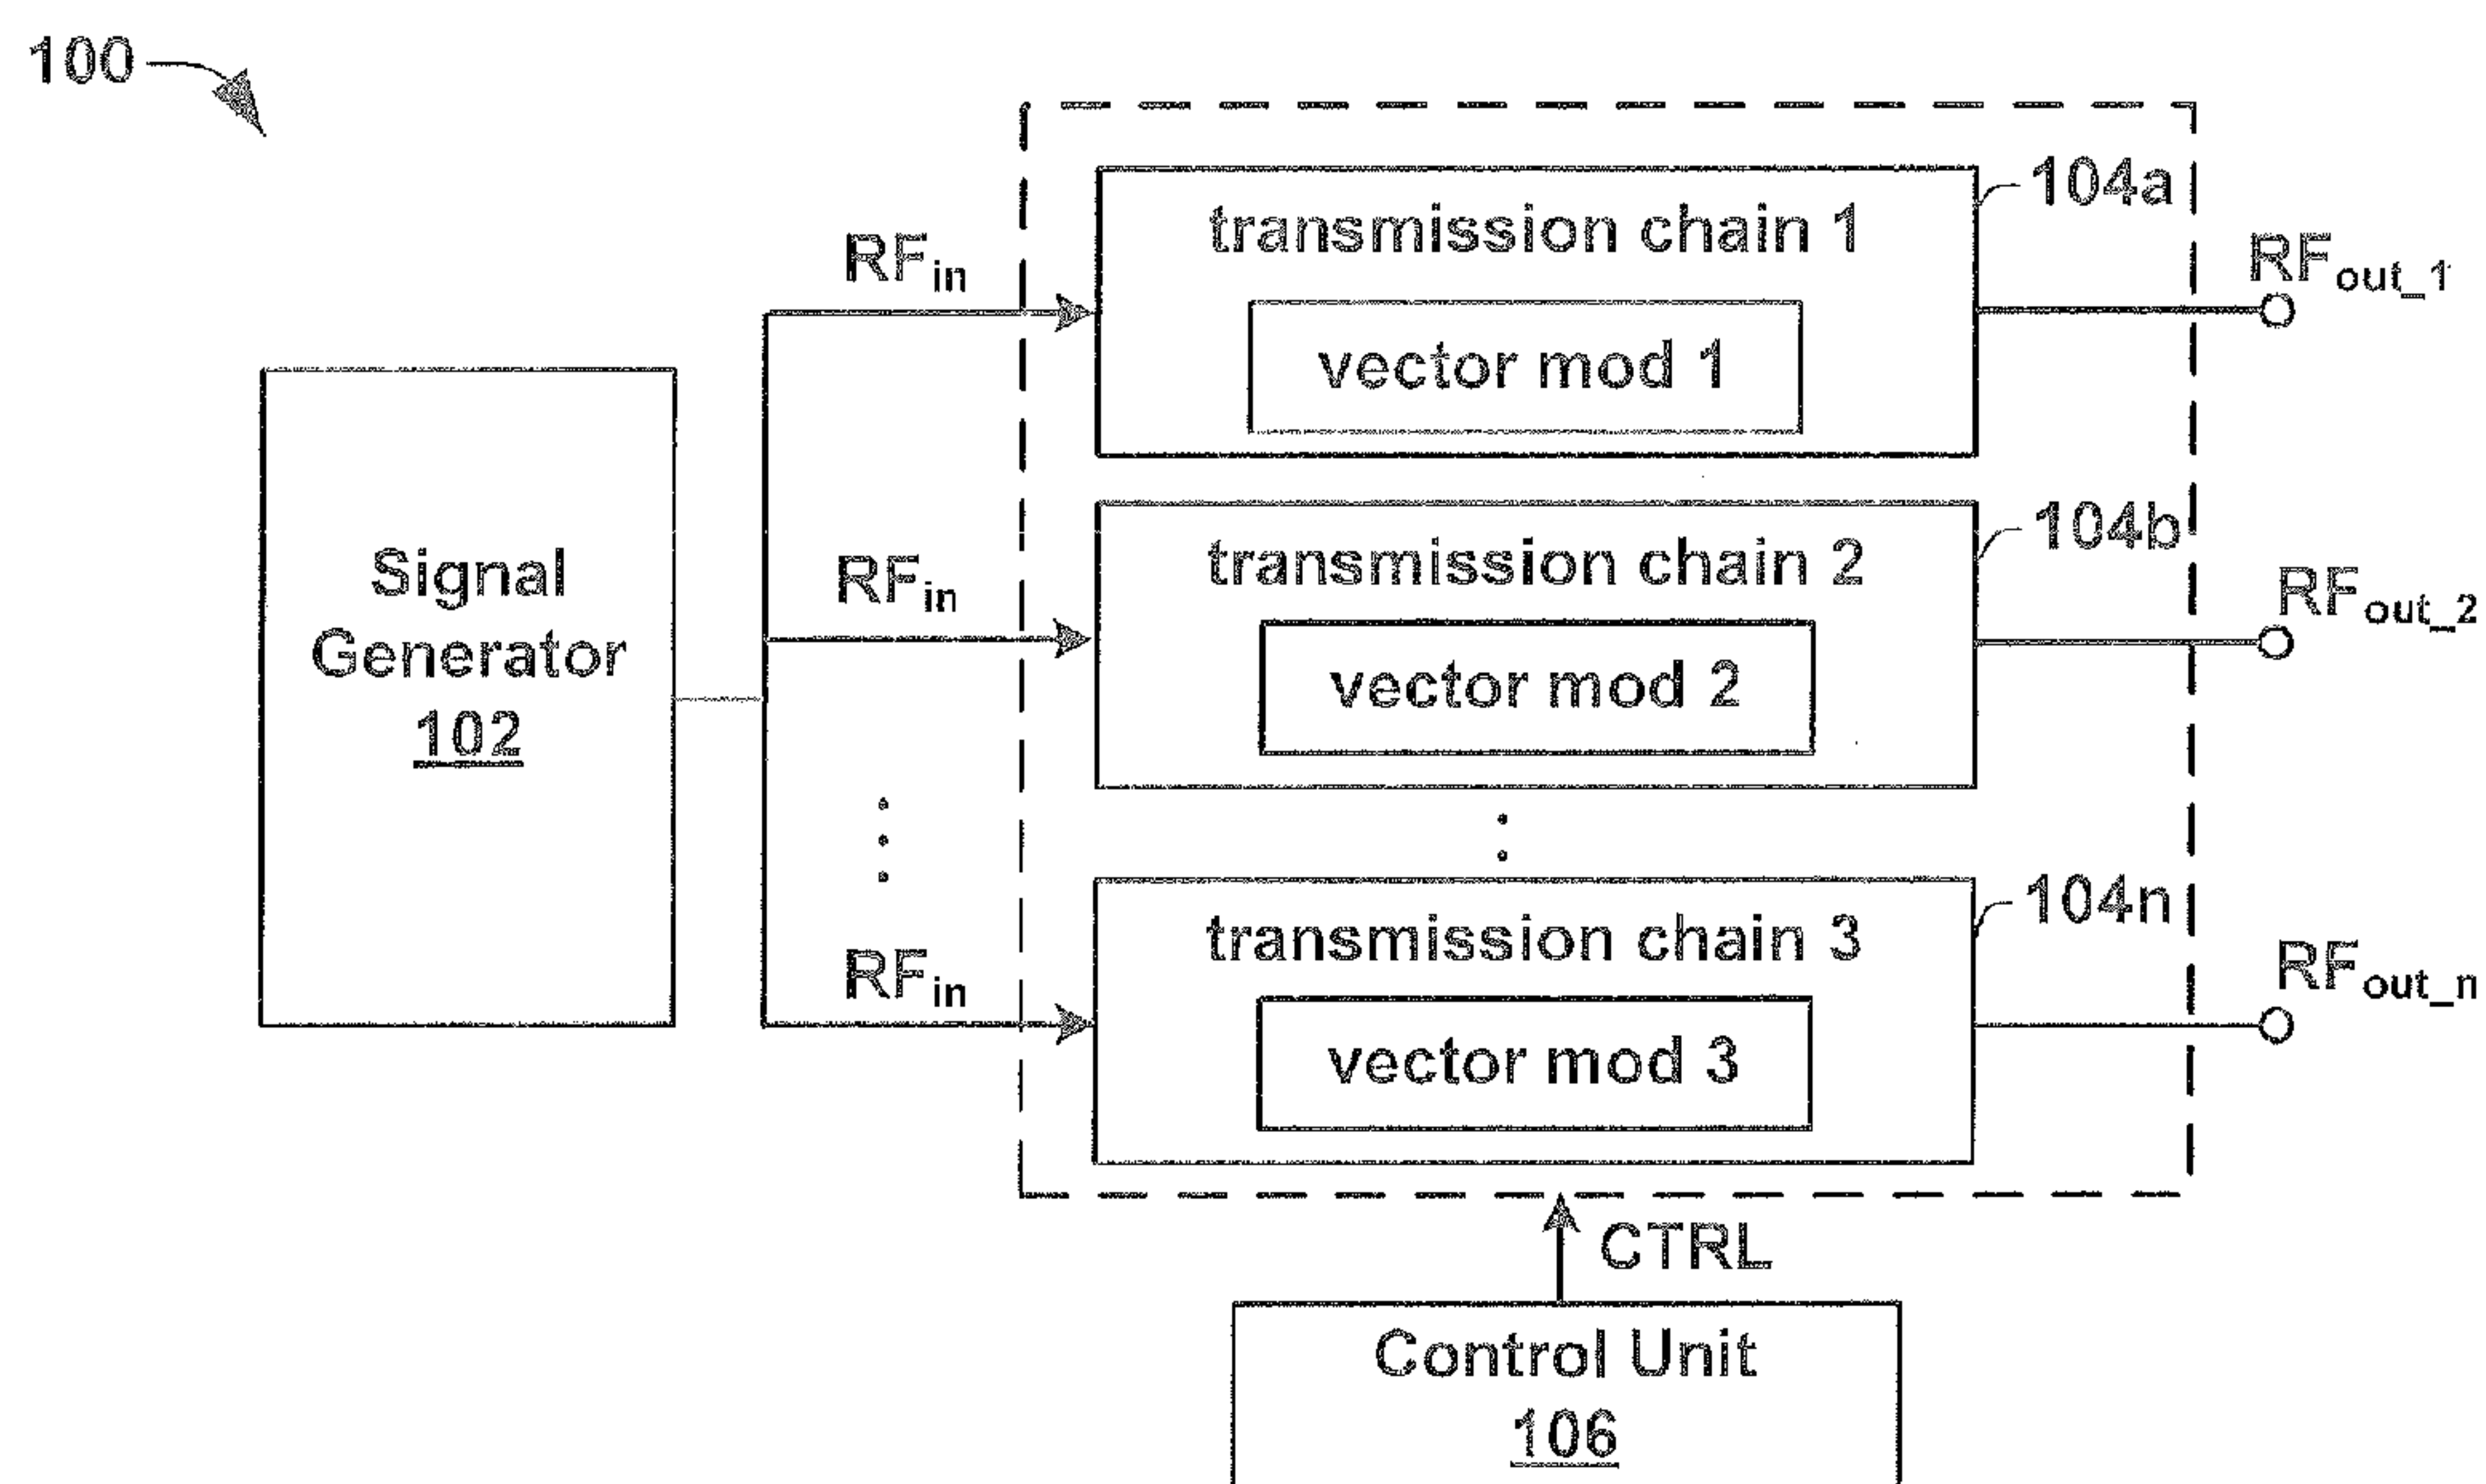 100
104a
transmission chain 1
RFin
RFout_1
vector mod 1
104b
transmission chain 2
RFin
RFout_2
vector mod 2
Signal
Generator
102
104n
transmission chain 3
RFin
RFout_n
vector mod 3
CTRL
Control Unit
106